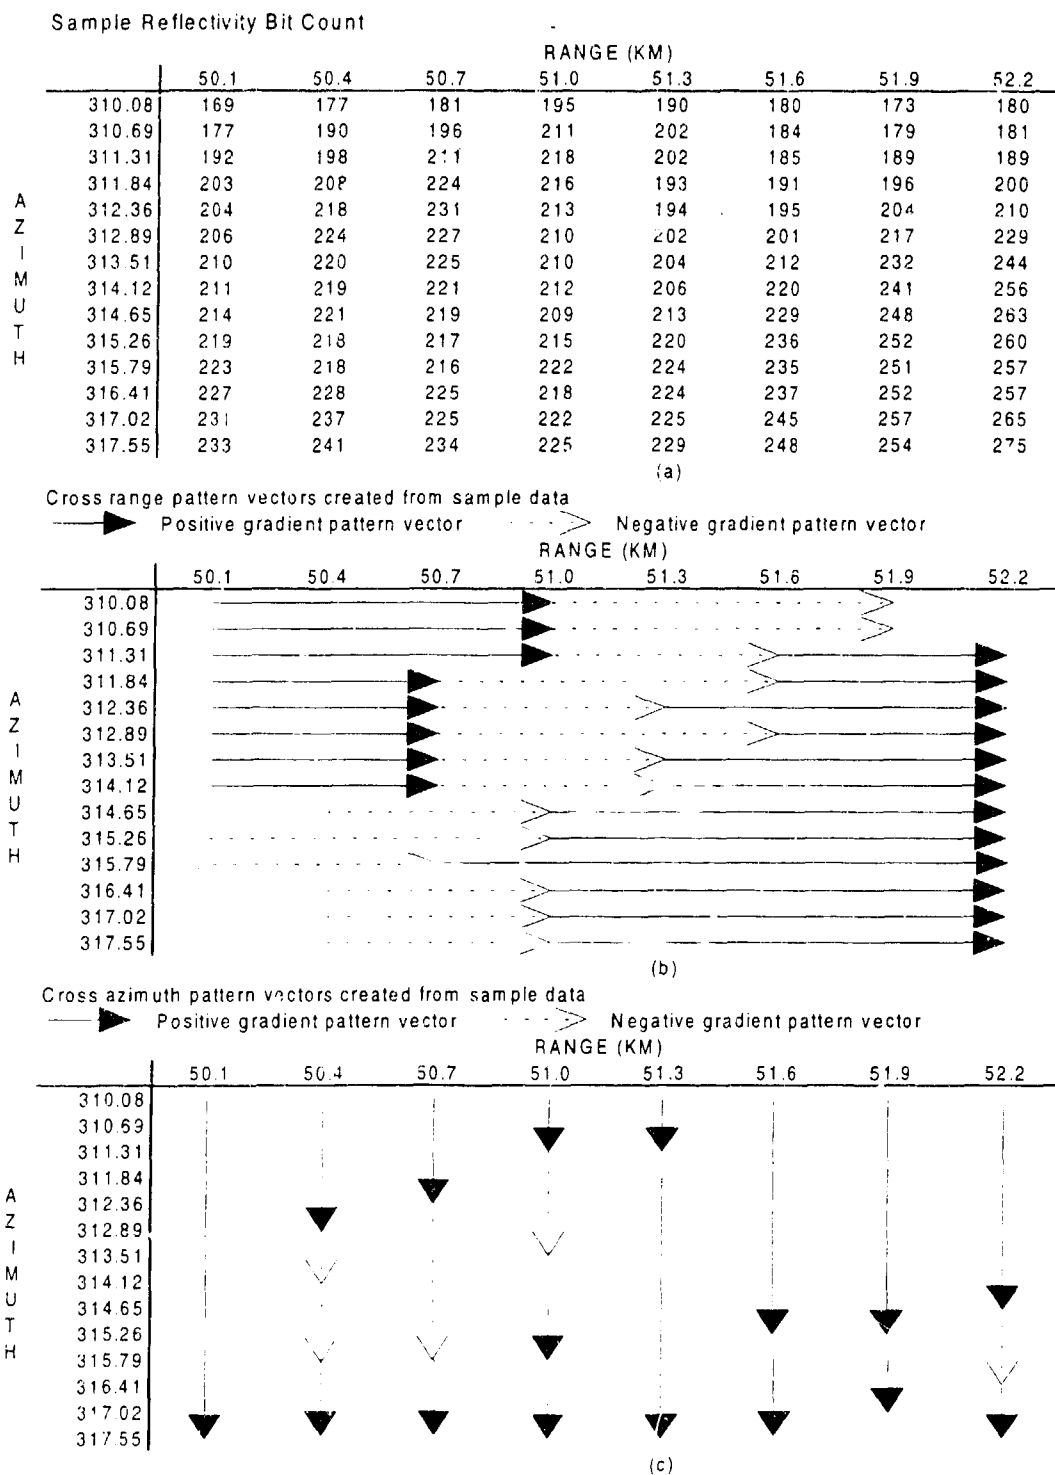 Sample Reflectivity Bit Count
RANGE (KM)
50.1 50.4 50.7 51.0 51.3 51.6 51.9 52.2
310.08 169 177 181 195 190 180 173 180
310.69 177 190 196 211 202 184 179 181
311.31 192 198 211 218 202 185 189 189
311.84 203 208 224 216 193 191 196 200
312.36 204 218 231 213 194 195 204 210
312.89 206 224 227 210 202 201 217 229
313.51 210 220 225 210 204 212 232 244
314.12 211 219 221 212 206 220 241 256
314.65 214 221 219 209 213 229 248 263
315.26 219 218 217 215 220 236 252 260
315.79 223 218 216 222 224 235 251 257
316.41 227 228 225 218 224 237 252 257
317.02 231 237 225 222 225 245 257 265
317.55 233 241 234 225 229 248 254 275
AZIMUTH
(a)
Cross range pattern vectors created from sample data
Positive gradient pattern vector Negative gradient pattern vector
RANGE (KM)
50.1 50.4 50.7 51.0 51.3 51.6 51.9 52.2
310.08
310.69
311.31
311.84
312.36
312.89
313.51
314.12
314.65
315.26
315.79
316.41
317.02
317.55
AZIMUTH
(b)
Cross azimuth pattern vectors created from sample data
Positive gradient pattern vector Negative gradient pattern vector
RANGE (KM)
50.1 50.4 50.7 51.0 51.3 51.6 51.9 52.2
310.08
310.69
311.31
311.84
312.36
312.89
313.51
314.12
314.65
315.26
315.79
316.41
317.02
317.55
AZIMUTH
(c)